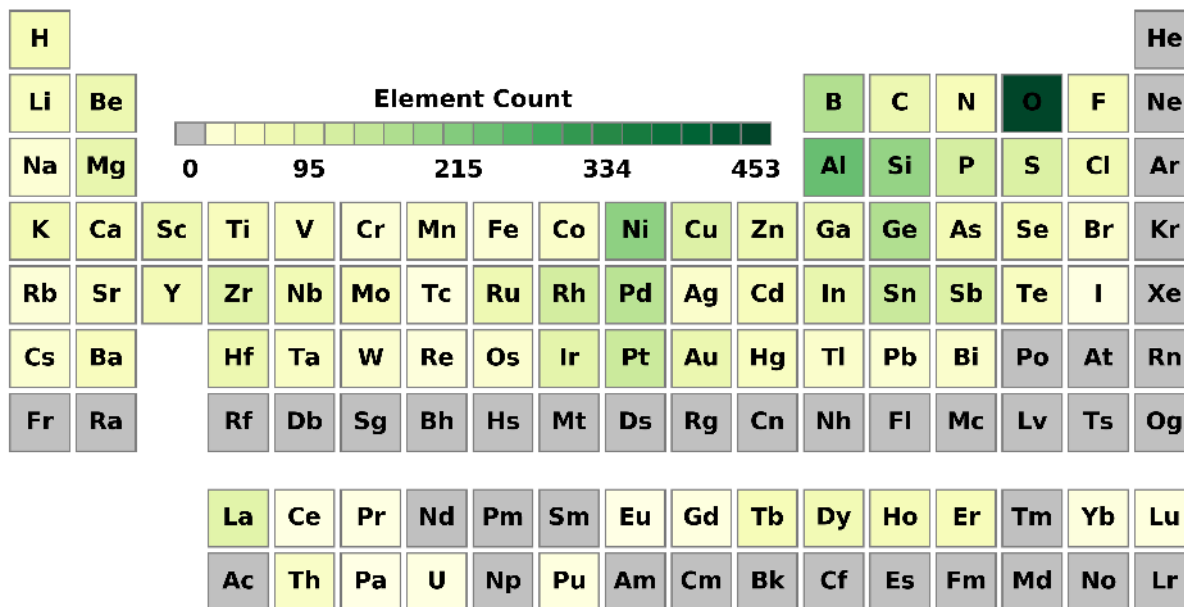 H He
Li Be Element Count B C N O F Ne
Na Mg 0 95 215 334 453 Al Si P S Cl Ar
K Ca Sc Ti V Cr Mn Fe Co Ni Cu Zn Ga Ge As Se Br Kr
Rb Sr Y Zr Nb Mo Tc Ru Rh Pd Ag Cd In Sn Sb Te I Xe
Cs Ba Hf Ta W Re Os Ir Pt Au Hg Tl Pb Bi Po At Rn
Fr Ra Rf Db Sg Bh Hs Mt Ds Rg Cn Nh Fl Mc Lv Ts Og
La Ce Pr Nd Pm Sm Eu Gd Tb Dy Ho Er Tm Yb Lu
Ac Th Pa U Np Pu Am Cm Bk Cf Es Fm Md No Lr